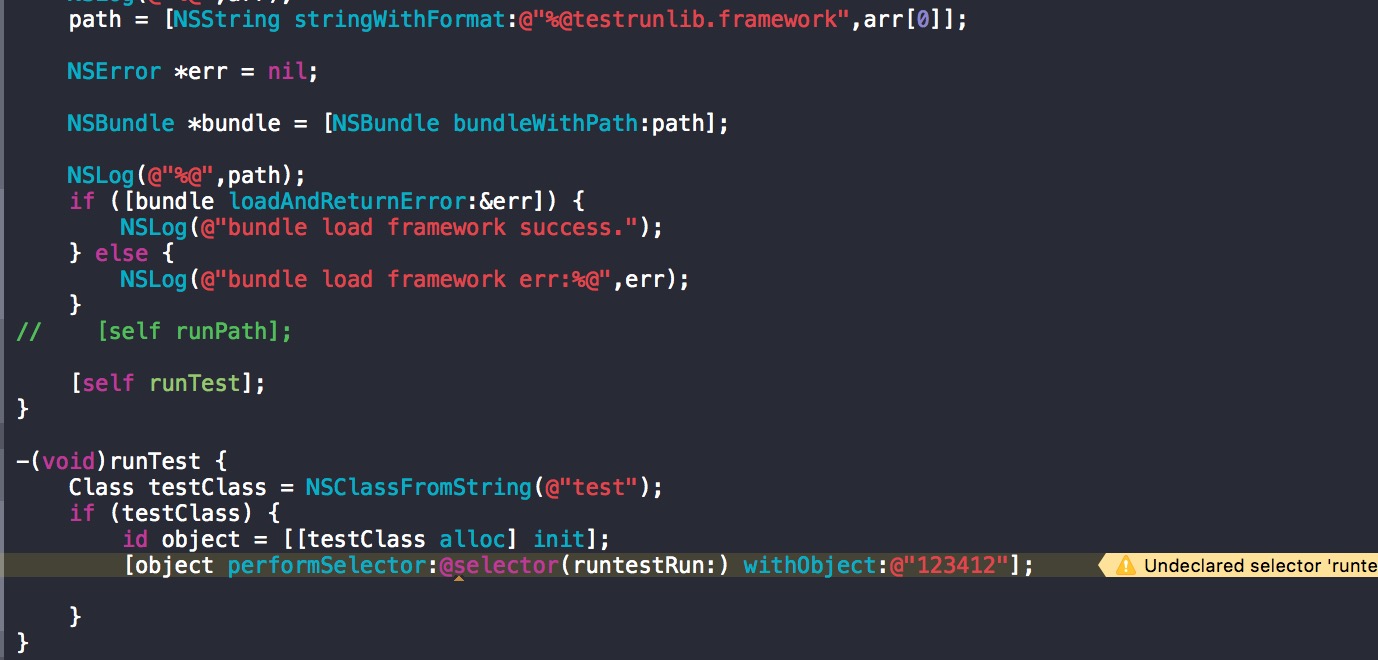 path = [NSString stringWithFormat:@"%@testrunlib.framework",arr[0]];
NSError *err = nil;
NSBundle *bundle = [NSBundle bundleWithPath:path];
NSLog(@"%@",path);
if ([bundle loadAndReturnError:&err]) {
NSLog(@"bundle load framework success.");
} else {
NSLog(@"bundle load framework err:%@",err);
}
// [self runPath];
[self runTest];
}
-(void)runTest {
Class testClass = NSClassFromString(@"test");
if (testClass) {
id object = [[testClass alloc] init];
[object performSelector:@selector(runtestRun:) withObject:@"123412"]; Undeclared selector 'runte
}
}